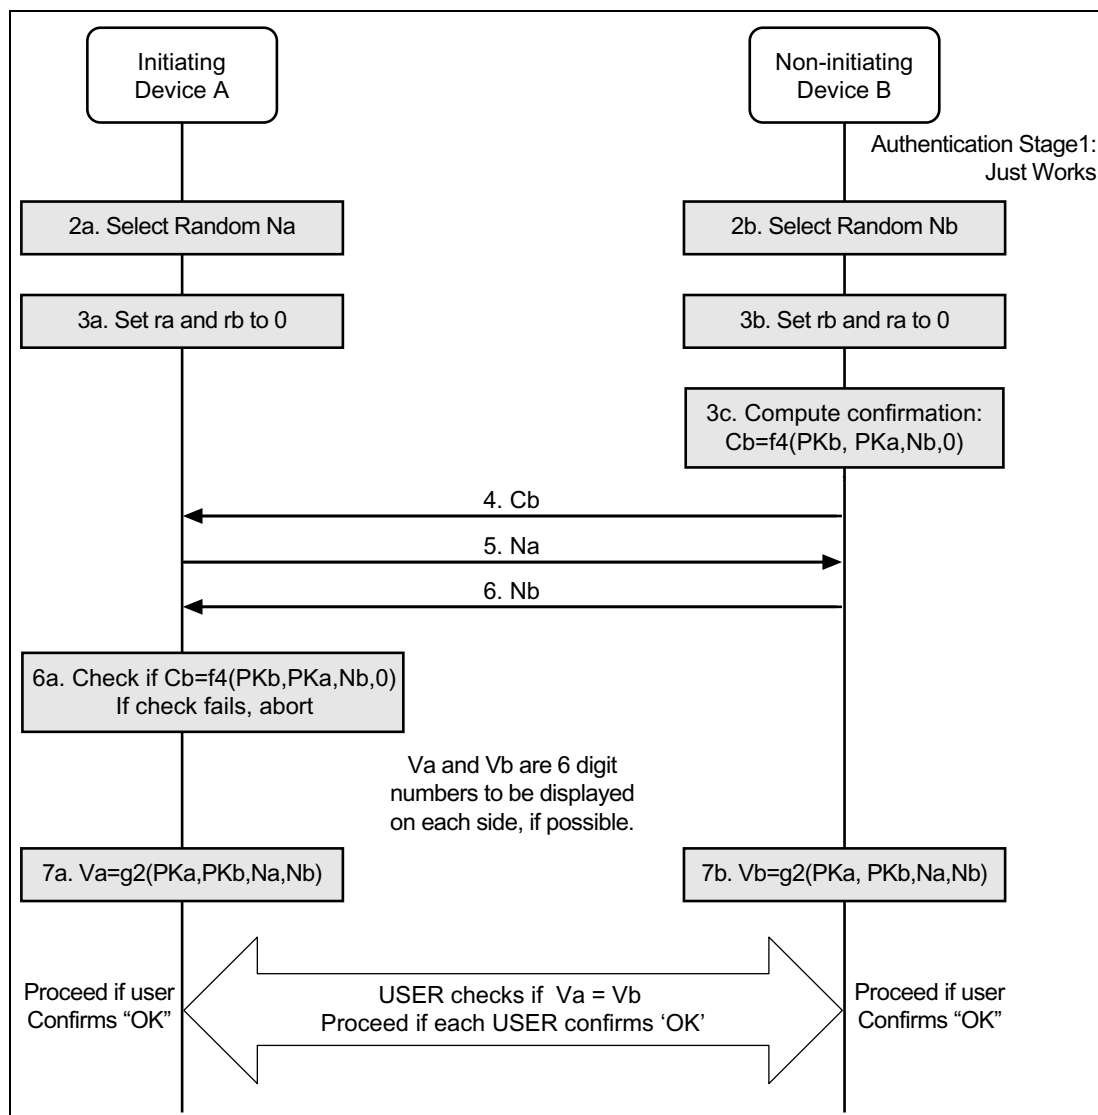 Initiating
Device A
Non-initiating
Device B
Authentication Stage1:
Just Works
2a. Select Random Na
2b. Select Random Nb
3a. Set ra and rb to 0
3b. Set rb and ra to 0
3c. Compute confirmation:
Cb=f4(PKb, PKa,Nb,0)
4. Cb
5. Na
6. Nb
6a. Check if Cb=f4(PKb,PKa,Nb,0)
If check fails, abort
Va and Vb are 6 digit
numbers to be displayed
on each side, if possible.
7a. Va=g2(PKa,PKb,Na,Nb)
7b. Vb=g2(PKa, PKb,Na,Nb)
Proceed if user
Confirms “OK”
USER checks if  Va = Vb
Proceed if each USER confirms ‘OK’
Proceed if user
Confirms “OK”